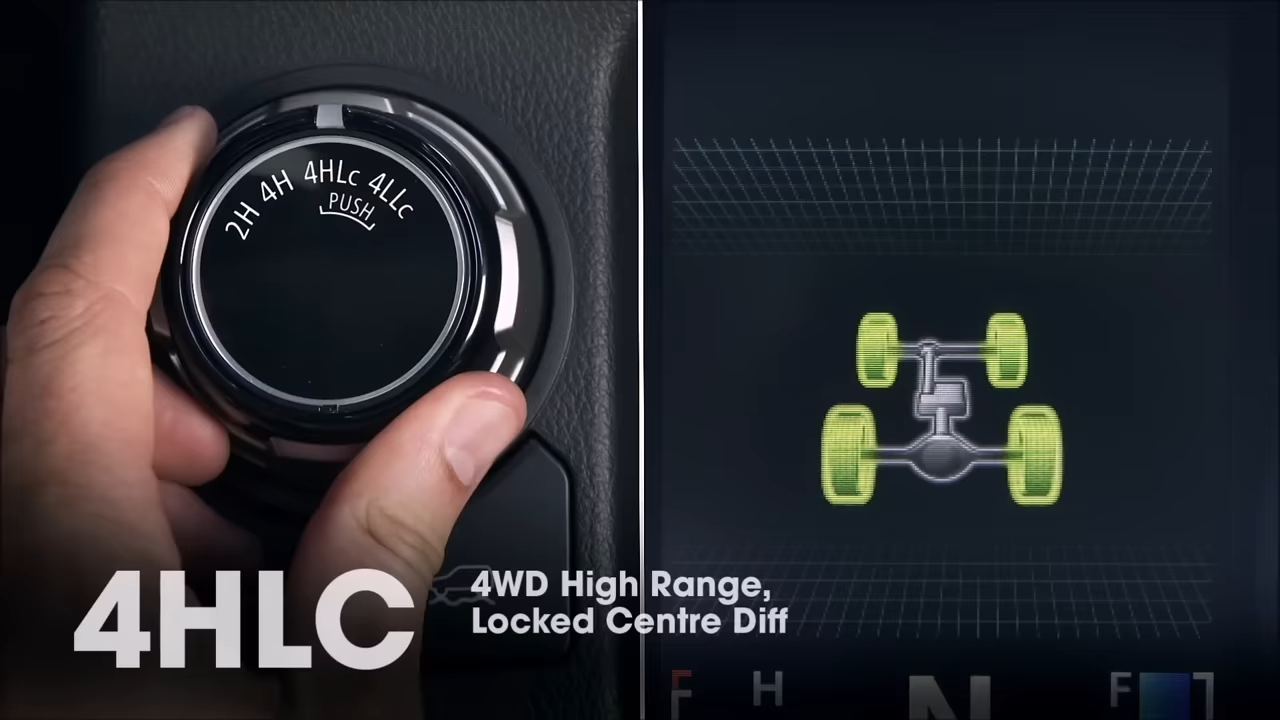 2H 4H 4HLc 4LLc
PUSH
4HLC
4WD High Range,
Locked Centre Diff
F H N F